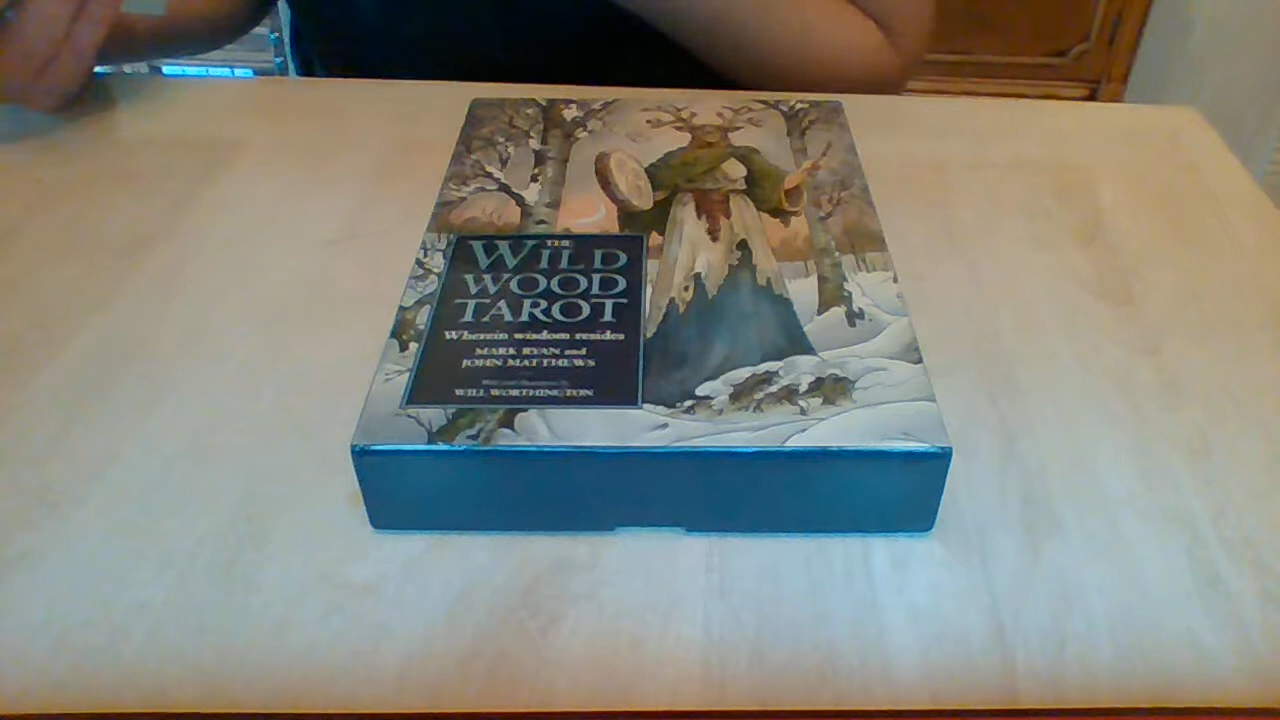 THE
WILD
WOOD
TAROT
Wherein wisdom resides
MARK RYAN and
JOHN MATTHEWS
WILL WORTHINGTON